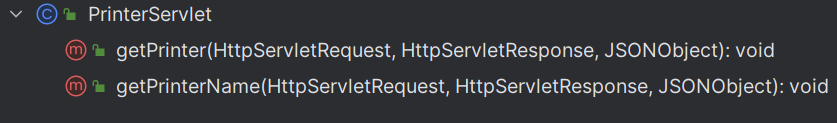 PrinterServlet
getPrinter(HttpServletRequest, HttpServletResponse, JSONObject): void
getPrinterName(HttpServletRequest, HttpServletResponse, JSONObject): void